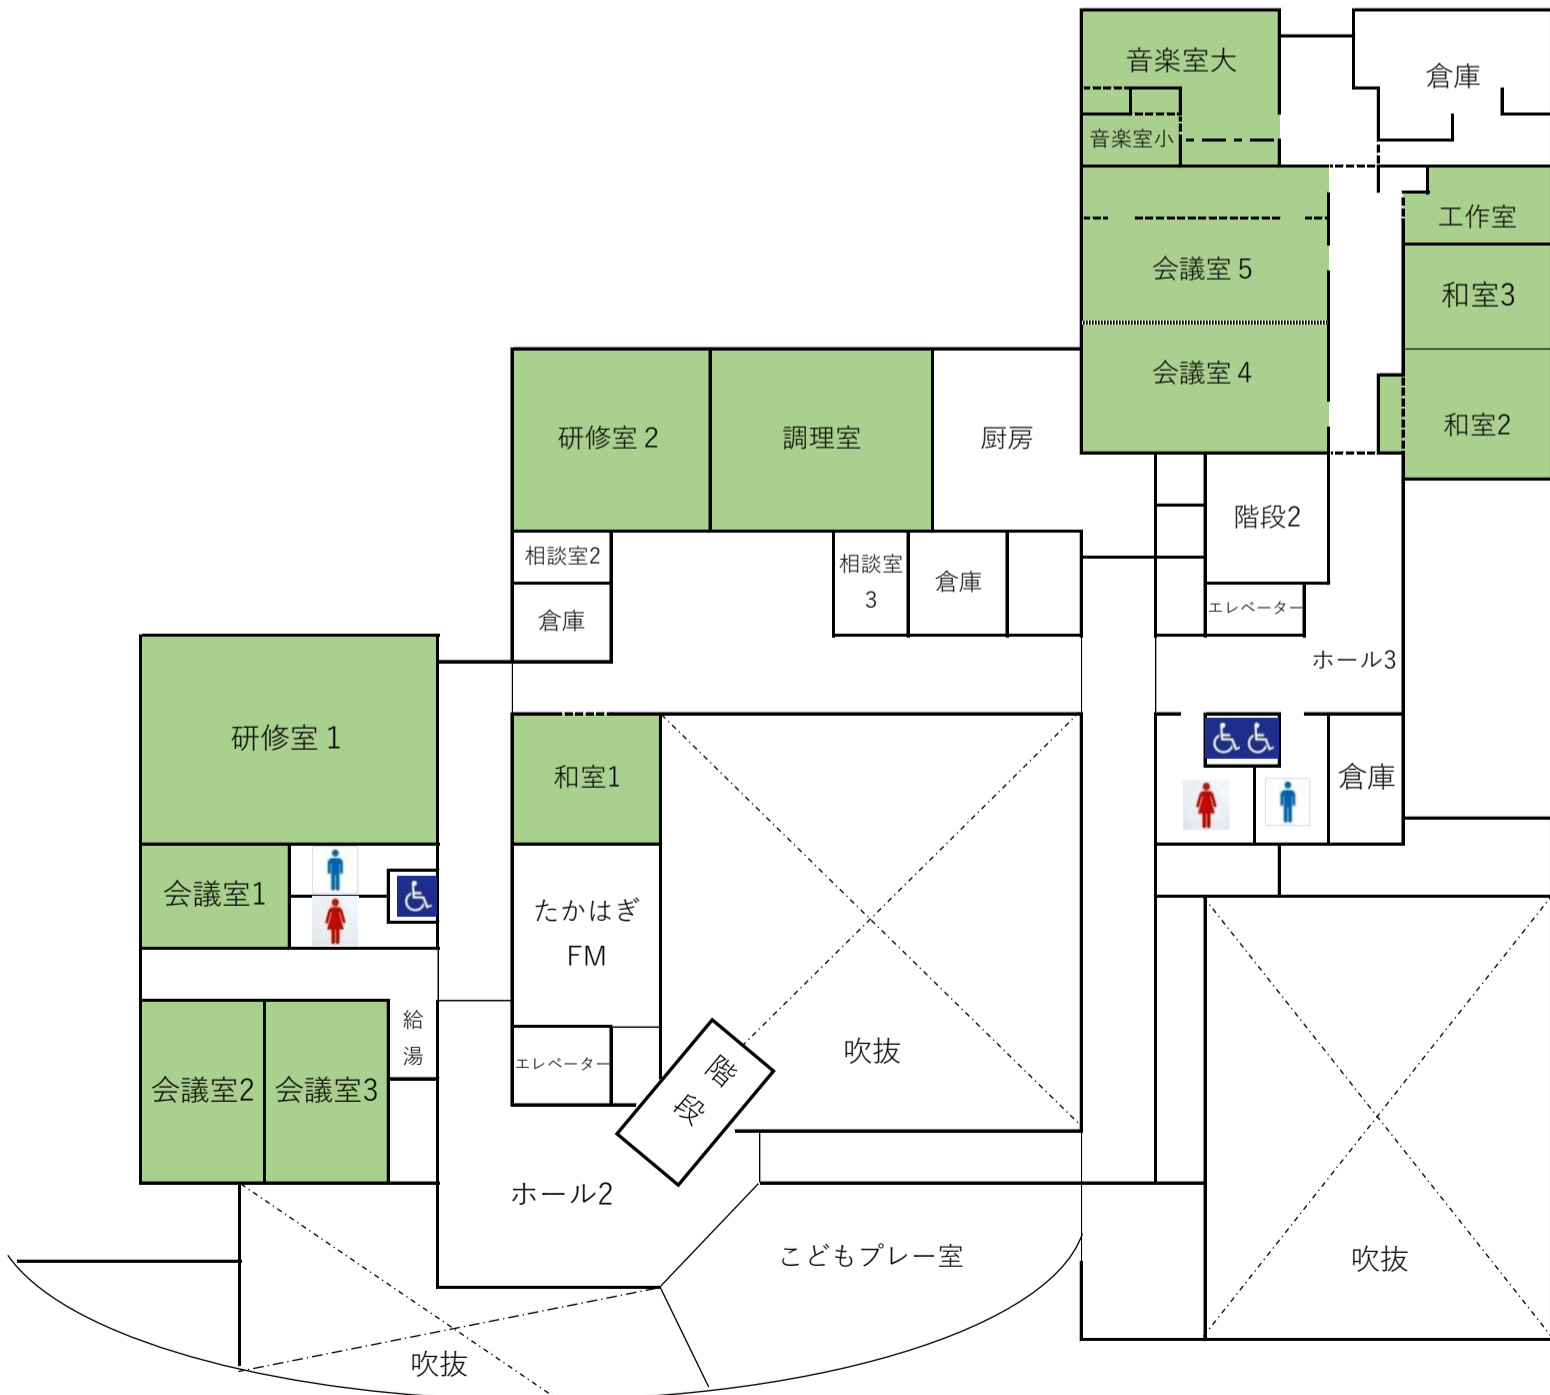 音楽室大
倉庫
音楽室小
工作室
会議室５
和室3
会議室４
和室2
研修室２
調理室
厨房
階段2
相談室2
相談室
3
倉庫
エレベーター
倉庫
ホール3
研修室１
和室1
倉庫
会議室1
たかはぎ
FM
給
湯
吹抜
エレベーター
階
段
会議室2
会議室3
ホール2
こどもプレー室
吹抜
吹抜